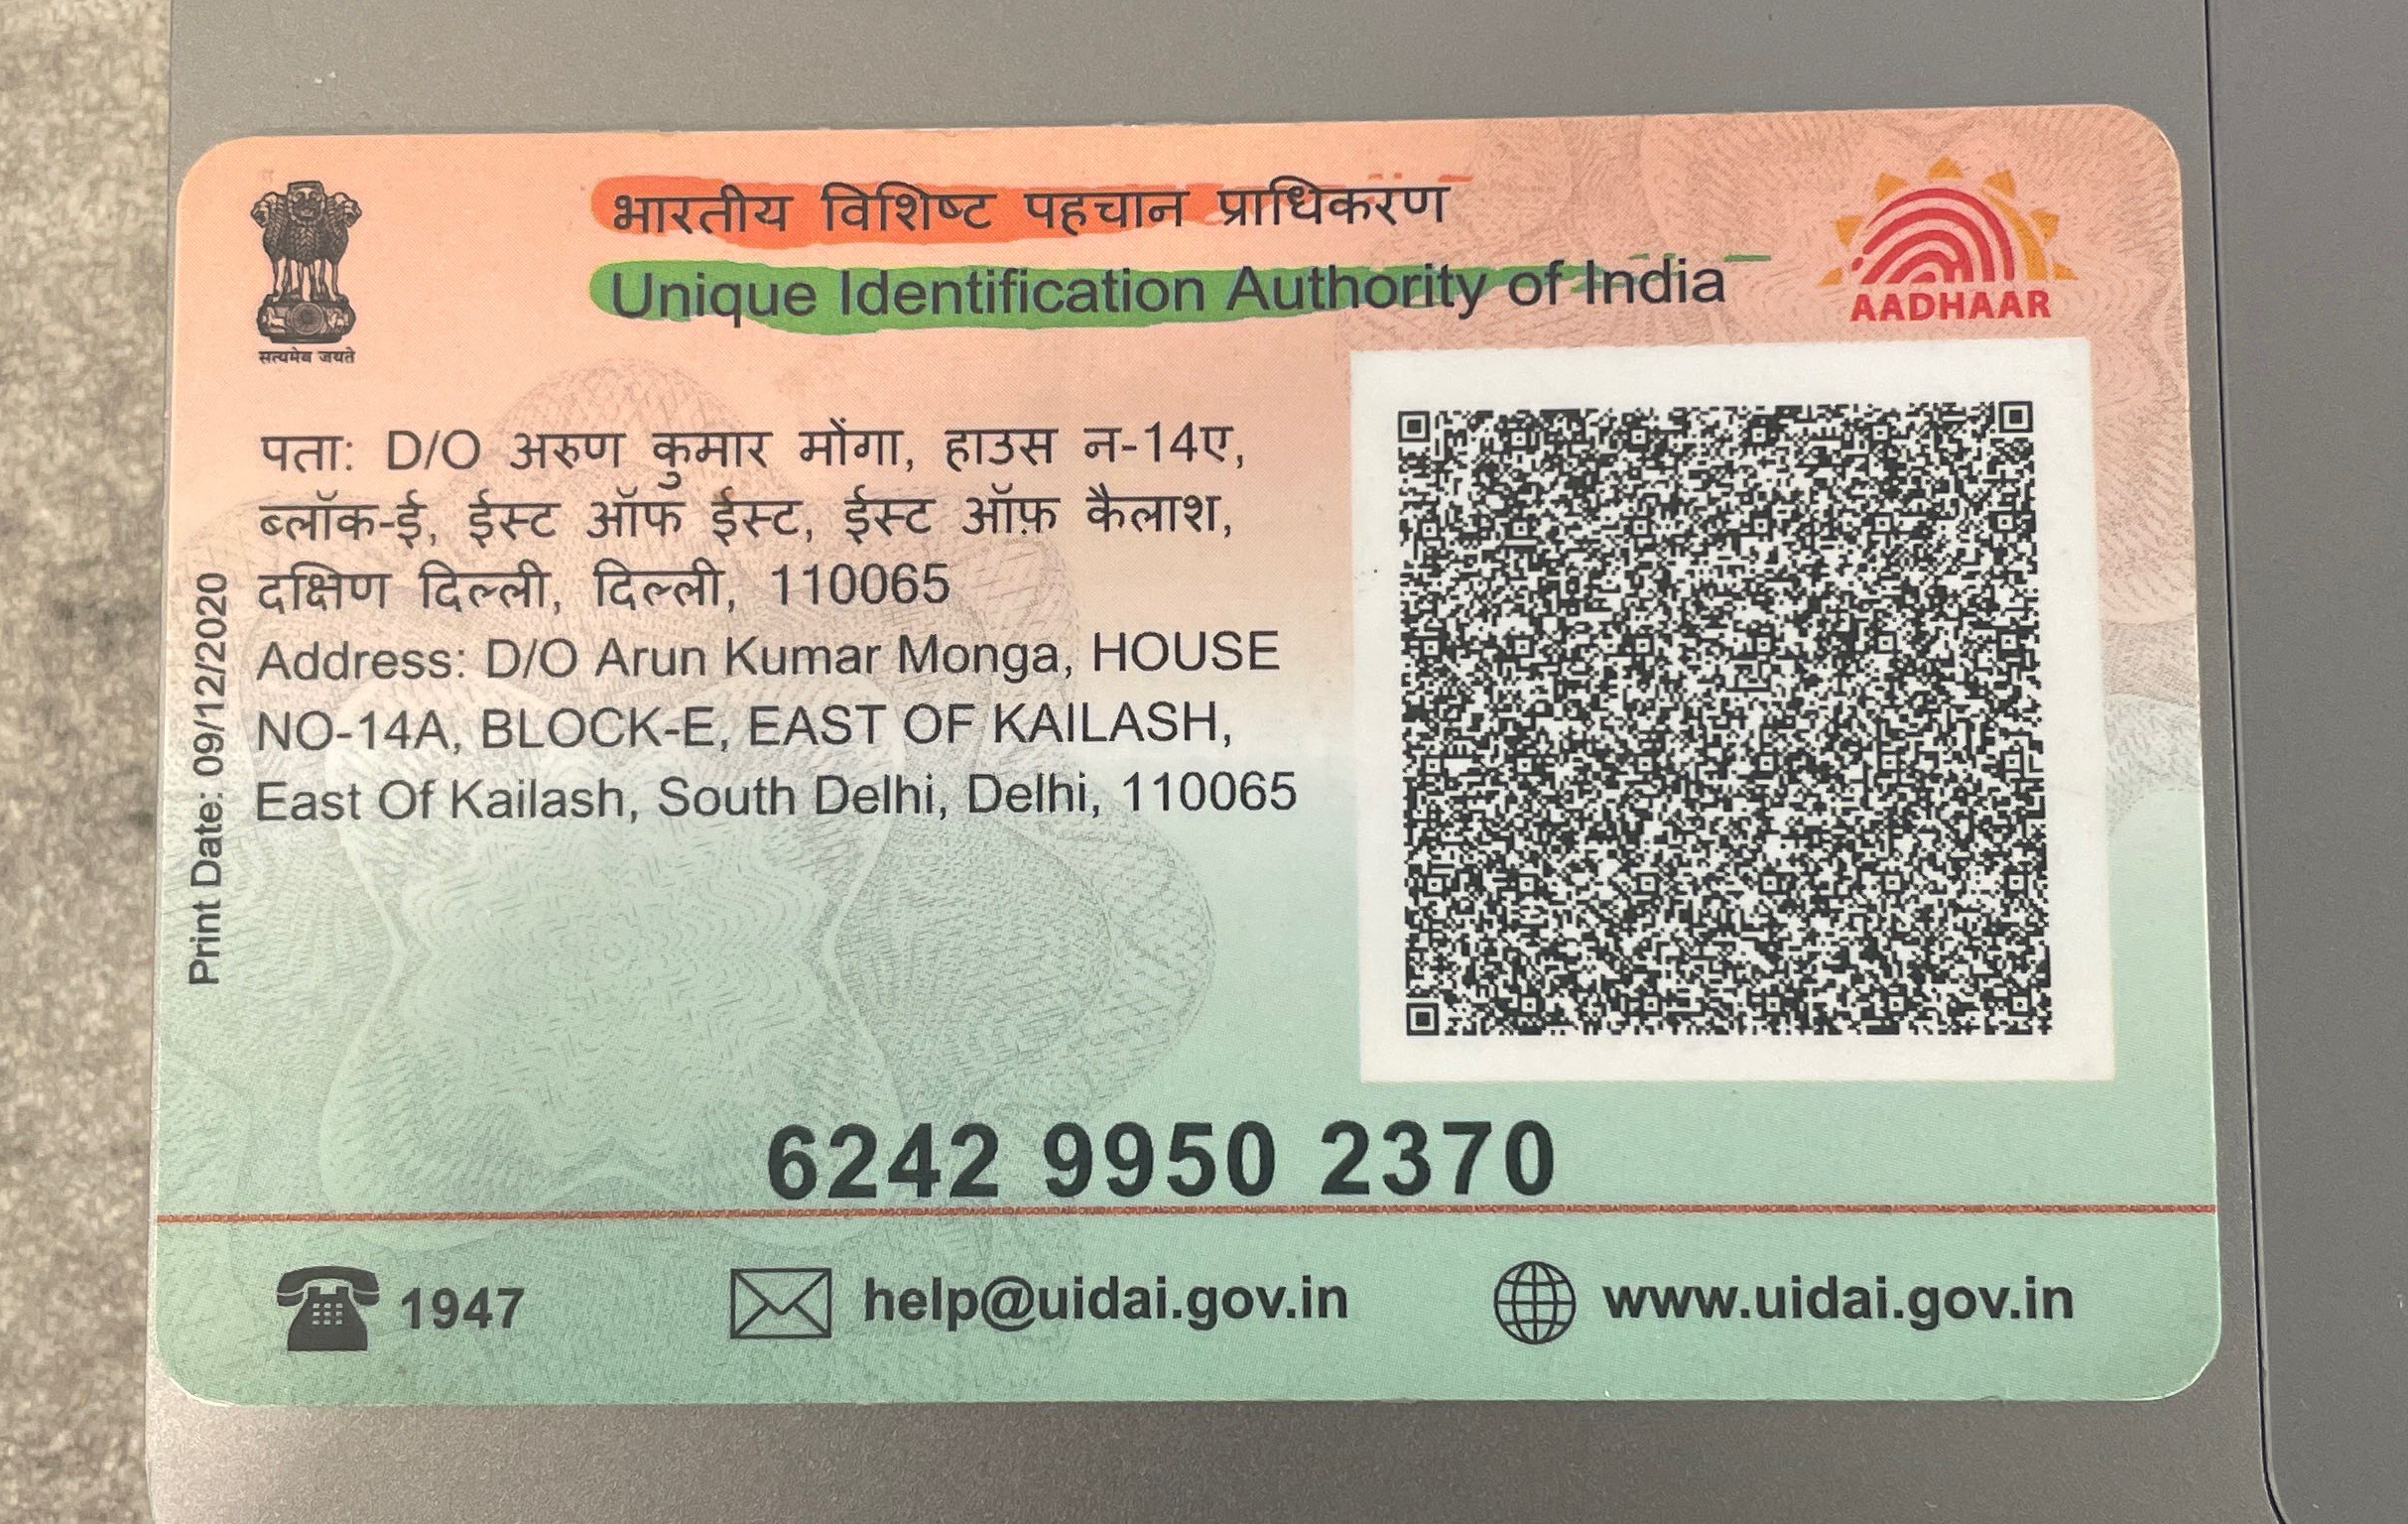 भारतीय विशिष्ट पहचान प्राधिकरण
Unique Identification Authority of India
AADHAAR
सत्यमेव जयते
पता: D/O अरुण कुमार मोंगा, हाउस न-14ए,
ब्लॉक-ई, ईस्ट ऑफ ईस्ट, ईस्ट ऑफ़ कैलाश,
दक्षिण दिल्ली, दिल्ली, 110065
Address: D/O Arun Kumar Monga, HOUSE
NO-14A, BLOCK-E, EAST OF KAILASH,
East Of Kailash, South Delhi, Delhi, 110065
Print Date: 09/12/2020
6242 9950 2370
1947
help@uidai.gov.in
www.uidai.gov.in